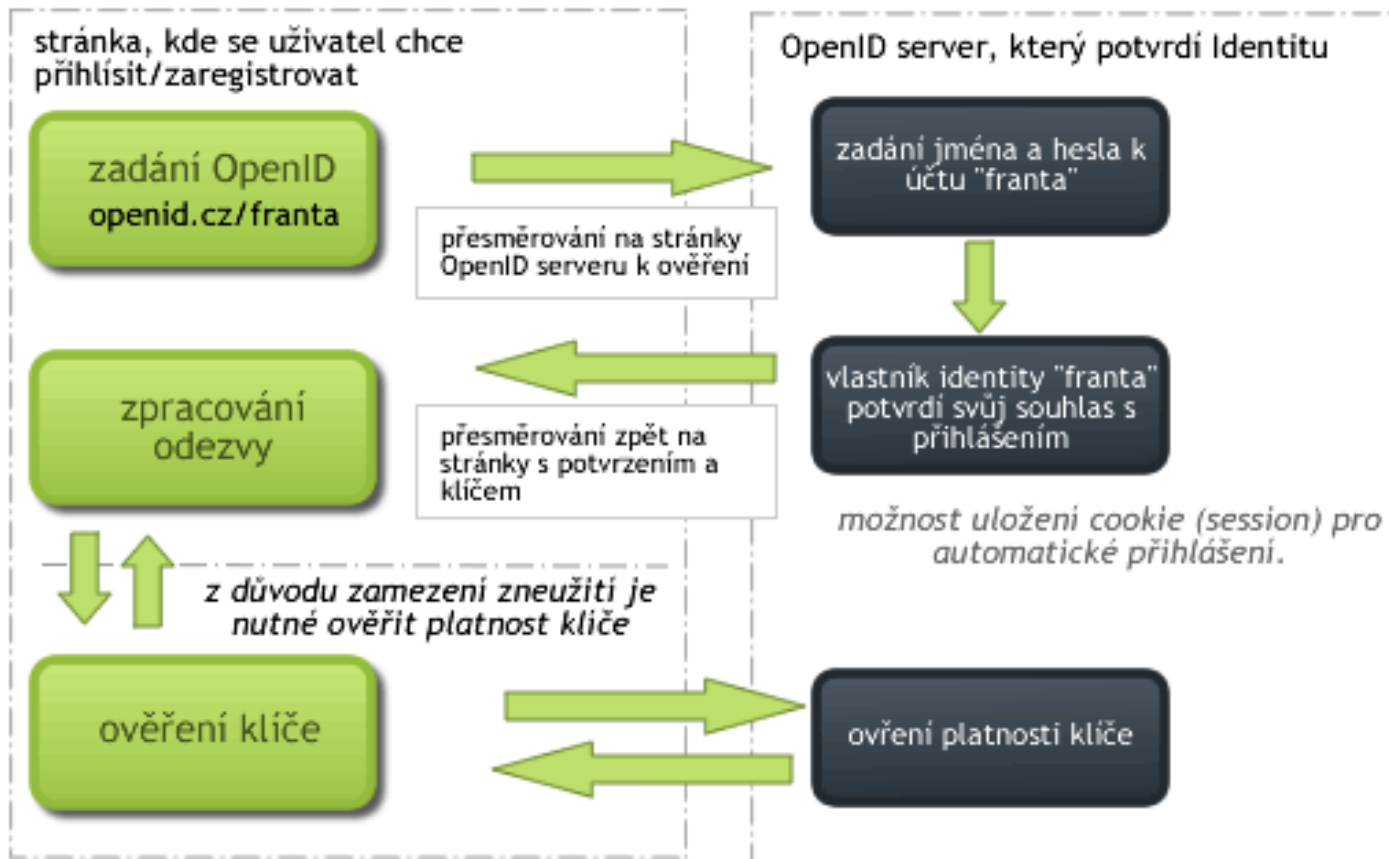 stránka, kde se uživatel chce
přihlísit/zaregistrovat
OpenID server, který potvrdí Identitu
zadání OpenID
openid.cz/franta
zadání jména a hesla k
účtu "franta"
přesměrování na stránky
OpenID serveru k ověření
zpracování
odezvy
vlastník identity "franta"
potvrdí svůj souhlas s
přihlášením
přesměrování zpět na
stránky s potvrzením a
klíčem
možnost uložení cookie (session) pro
automatické přihlášení.
z důvodu zamezení zneužití je
nutné ověřit platnost kliče
ověření klíče
ovření platnosti klíče